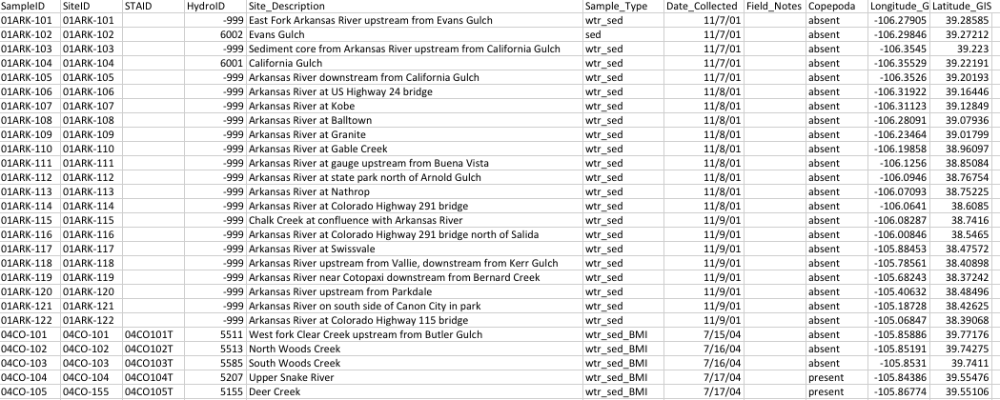 SampleID SiteID STAID HydroID Site_Description Sample_Type Date_Collected Field_Notes Copepoda Longitude_G Latitude_GIS
01ARK-101 01ARK-101 -999 East Fork Arkansas River upstream from Evans Gulch wtr_sed 11/7/01 absent -106.27905 39.28585
01ARK-102 01ARK-102 6002 Evans Gulch sed 11/7/01 absent -106.29846 39.27212
01ARK-103 01ARK-103 -999 Sediment core from Arkansas River upstream from California Gulch wtr_sed 11/7/01 absent -106.3545 39.223
01ARK-104 01ARK-104 6001 California Gulch wtr_sed 11/7/01 absent -106.35529 39.22191
01ARK-105 01ARK-105 -999 Arkansas River downstream from California Gulch wtr_sed 11/7/01 absent -106.3526 39.20193
01ARK-106 01ARK-106 -999 Arkansas River at US Highway 24 bridge wtr_sed 11/8/01 absent -106.31922 39.16446
01ARK-107 01ARK-107 -999 Arkansas River at Kobe wtr_sed 11/8/01 absent -106.31123 39.12849
01ARK-108 01ARK-108 -999 Arkansas River at Balltown wtr_sed 11/8/01 absent -106.28091 39.07936
01ARK-109 01ARK-109 -999 Arkansas River at Granite wtr_sed 11/8/01 absent -106.23464 39.01799
01ARK-110 01ARK-110 -999 Arkansas River at Gable Creek wtr_sed 11/8/01 absent -106.19858 38.96097
01ARK-111 01ARK-111 -999 Arkansas River at gauge upstream from Buena Vista wtr_sed 11/8/01 absent -106.1256 38.85084
01ARK-112 01ARK-112 -999 Arkansas River at state park north of Arnold Gulch wtr_sed 11/8/01 absent -106.0946 38.76754
01ARK-113 01ARK-113 -999 Arkansas River at Nathrop wtr_sed 11/8/01 absent -106.07093 38.75225
01ARK-114 01ARK-114 -999 Arkansas River at Colorado Highway 291 bridge wtr_sed 11/8/01 absent -106.0641 38.6085
01ARK-115 01ARK-115 -999 Chalk Creek at confluence with Arkansas River wtr_sed 11/8/01 absent -106.08287 38.7416
01ARK-116 01ARK-116 -999 Arkansas River at Colorado Highway 291 bridge north of Salida wtr_sed 11/9/01 absent -106.00846 38.5465
01ARK-117 01ARK-117 -999 Arkansas River at Swissvale wtr_sed 11/9/01 absent -105.88453 38.47572
01ARK-118 01ARK-118 -999 Arkansas River upstream from Vallie, downstream from Kerr Gulch wtr_sed 11/9/01 absent -105.78561 38.40898
01ARK-119 01ARK-119 -999 Arkansas River near Cotopaxi downstream from Bernard Creek wtr_sed 11/9/01 absent -105.68243 38.37242
01ARK-120 01ARK-120 -999 Arkansas River upstream from Parkdale wtr_sed 11/9/01 absent -105.40632 38.48496
01ARK-121 01ARK-121 -999 Arkansas River on south side of Canon City in park wtr_sed 11/9/01 absent -105.18728 38.42625
01ARK-122 01ARK-122 -999 Arkansas River at Colorado Highway 115 bridge wtr_sed 11/9/01 absent -105.06847 38.39068
04CO-101 04CO-101 04CO101T 5511 West fork Clear Creek upstream from Butler Gulch wtr_sed_BMI 7/15/04 absent -105.85886 39.77176
04CO-102 04CO-102 04CO102T 5513 North Woods Creek wtr_sed_BMI 7/16/04 absent -105.85191 39.74275
04CO-103 04CO-103 04CO103T 5585 South Woods Creek wtr_sed_BMI 7/16/04 absent -105.8531 39.7411
04CO-104 04CO-104 04CO104T 5207 Upper Snake River wtr_sed_BMI 7/17/04 present -105.84386 39.55476
04CO-105 04CO-155 04CO105T 5155 Deer Creek wtr_sed_BMI 7/17/04 present -105.86774 39.55106